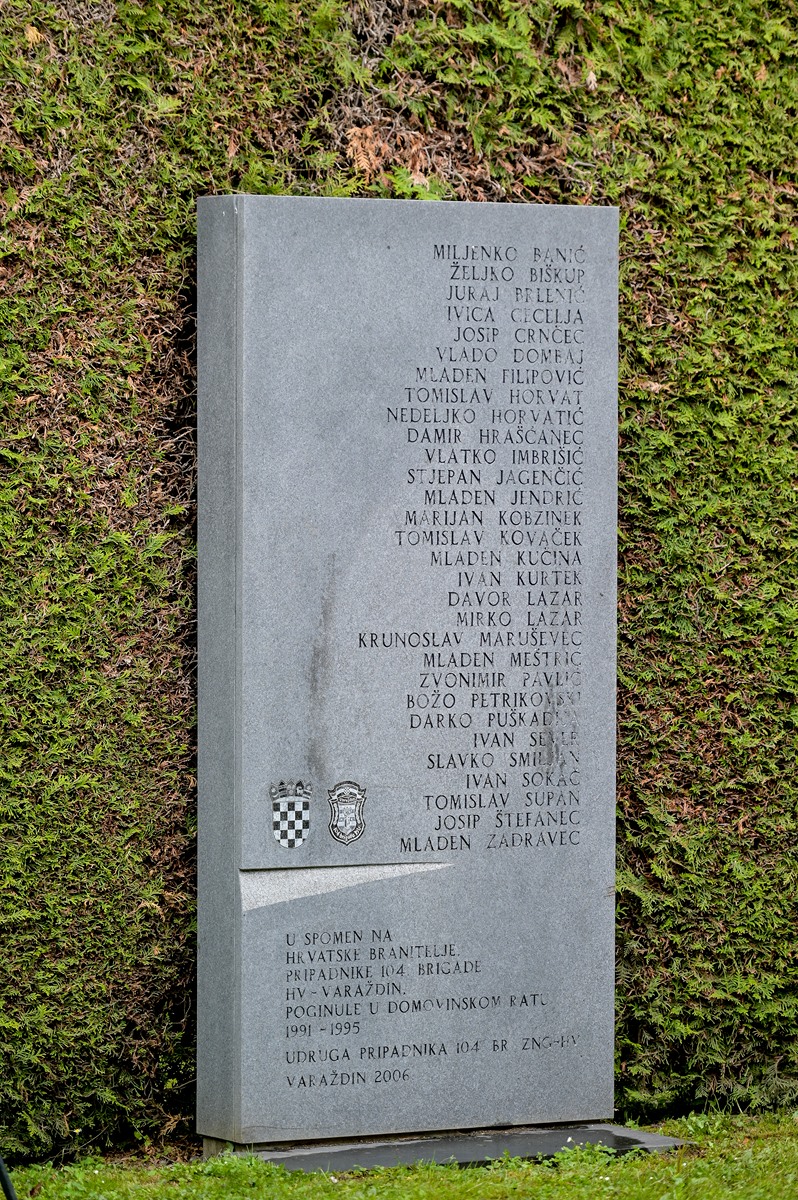 MILJENKO BANIĆ
ŽELJKO BIŠKUP
JURAJ BRLENIĆ
IVICA CECELJA
JOSIP CRNČEC
VLADO DOMBAJ
MLADEN FILIPOVIĆ
TOMISLAV HORVAT
NEDELJKO HORVATIĆ
DAMIR HRAŠĆANEC
VLATKO IMBRIŠIĆ
STJEPAN JAGENČIĆ
MLADEN JENDRIĆ
MARIJAN KOBZINEK
TOMISLAV KOVAČEK
MLADEN KUČINA
IVAN KURTEK
DAVOR LAZAR
MIRKO LAZAR
KRUNOSLAV MARUŠEVEC
MLADEN MEŠTRIĆ
ZVONIMIR PAVLIĆ
BOŽO PETRIKOVSKI
DARKO
IVAN
SLAVKO
IVAN SOKAČ
TOMISLAV SUPAN
JOSIP ŠTEFANEC
MLADEN ZADRAVEC
U SPOMEN NA
HRVATSKE BRANITELJE,
PRIPADNIKE 104. BRIGADE
HV-VARAŽDIN,
POGINULE U DOMOVINSKOM RATU
1991-1995
UDRUGA PRIPADNIKA 104. BR. ZNG-HV
VARAŽDIN 2006.